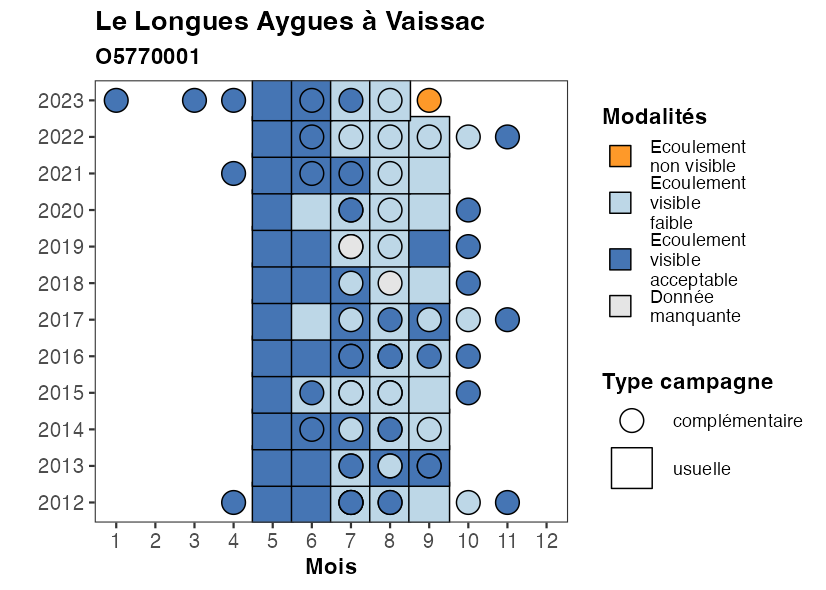 Le Longues Aygues à Vaissac
O5770001
2023
2022
2021
2020
2019
2018
2017
2016
2015
2014
2013
2012
1 2 3 4 5 6 7 8 9 10 11 12
Mois
Modalités
Ecoulement
non visible
Ecoulement
visible
faible
Ecoulement
visible
acceptable
Donnée
manquante
Type campagne
complémentaire
usuelle